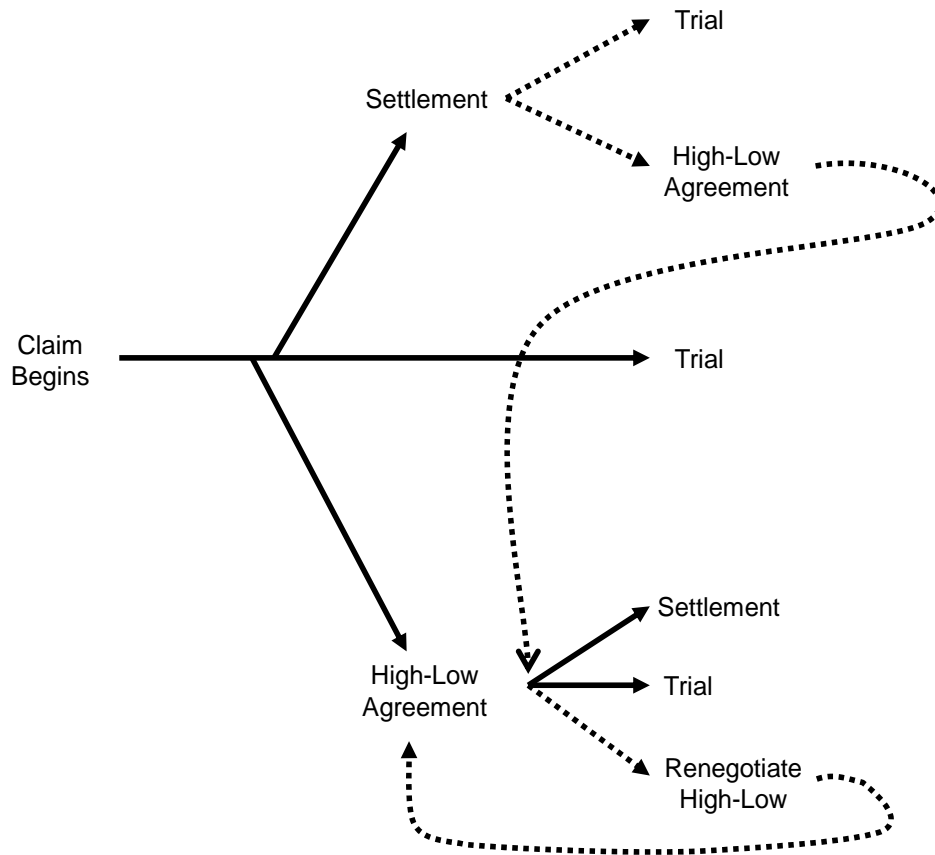 Trial
Settlement
High-Low
Agreement
Claim
Begins
Trial
Settlement
High-Low
Agreement
Trial
Renegotiate
High-Low